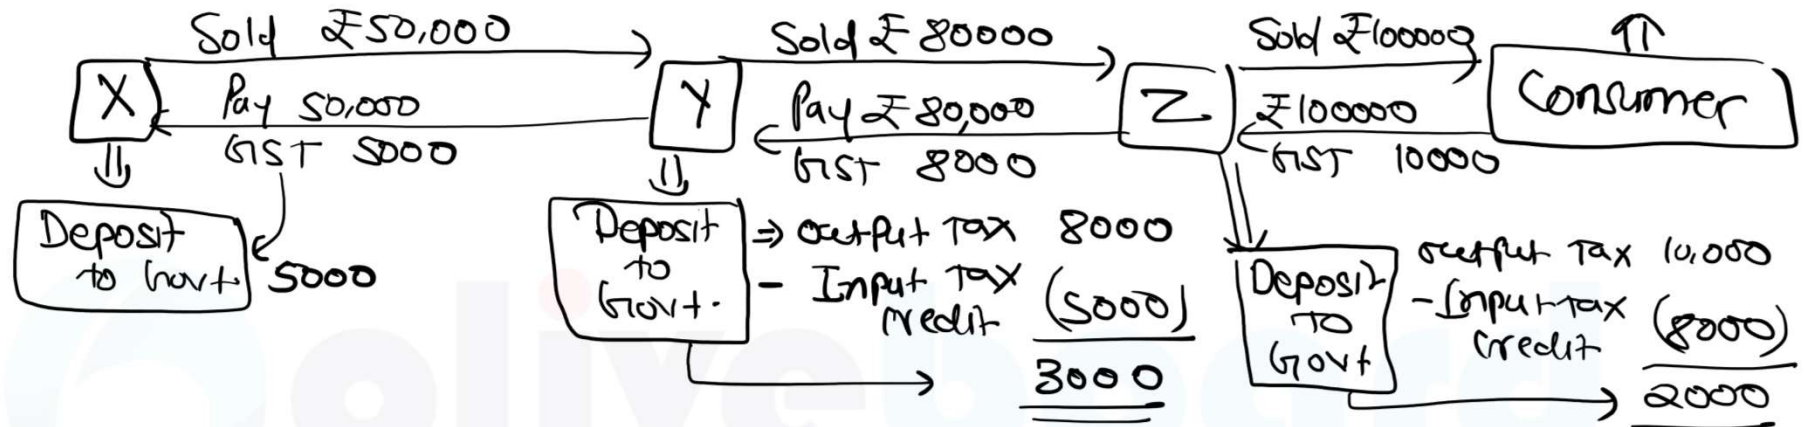 Sold ₹50,000
Sold ₹80000
Sold ₹100000
X
Pay 50,000
Y
Pay ₹80,000
Z
₹100000
Consumer
GST 5000
GST 8000
GST 10000
Deposit
to Govt.
5000
Deposit
to
Govt.
⇒ output Tax 8000
- Input Tax
credit (5000)
3000
Deposit
TO
Govt
output Tax 10,000
- Input Tax
credit (8000)
2000
oliveboard